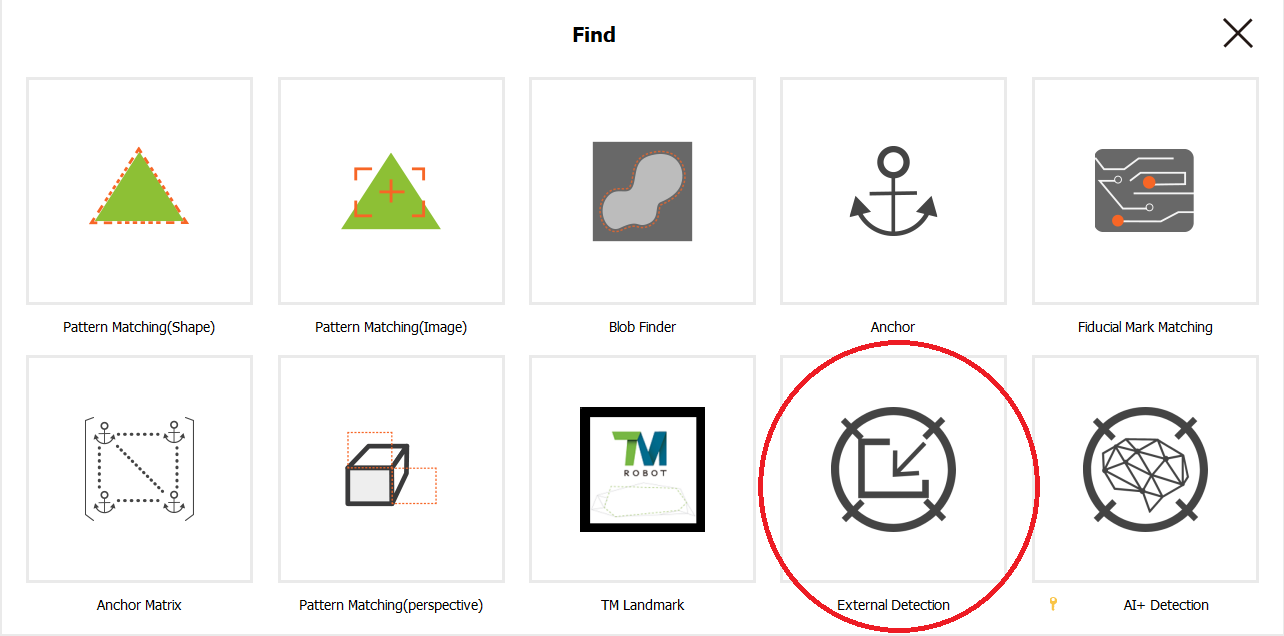 Find
Pattern Matching(Shape)
Pattern Matching(Image)
Blob Finder
Anchor
Fiducial Mark Matching
TM
ROBOT
Anchor Matrix
Pattern Matching(perspective)
TM Landmark
External Detection
AI+ Detection